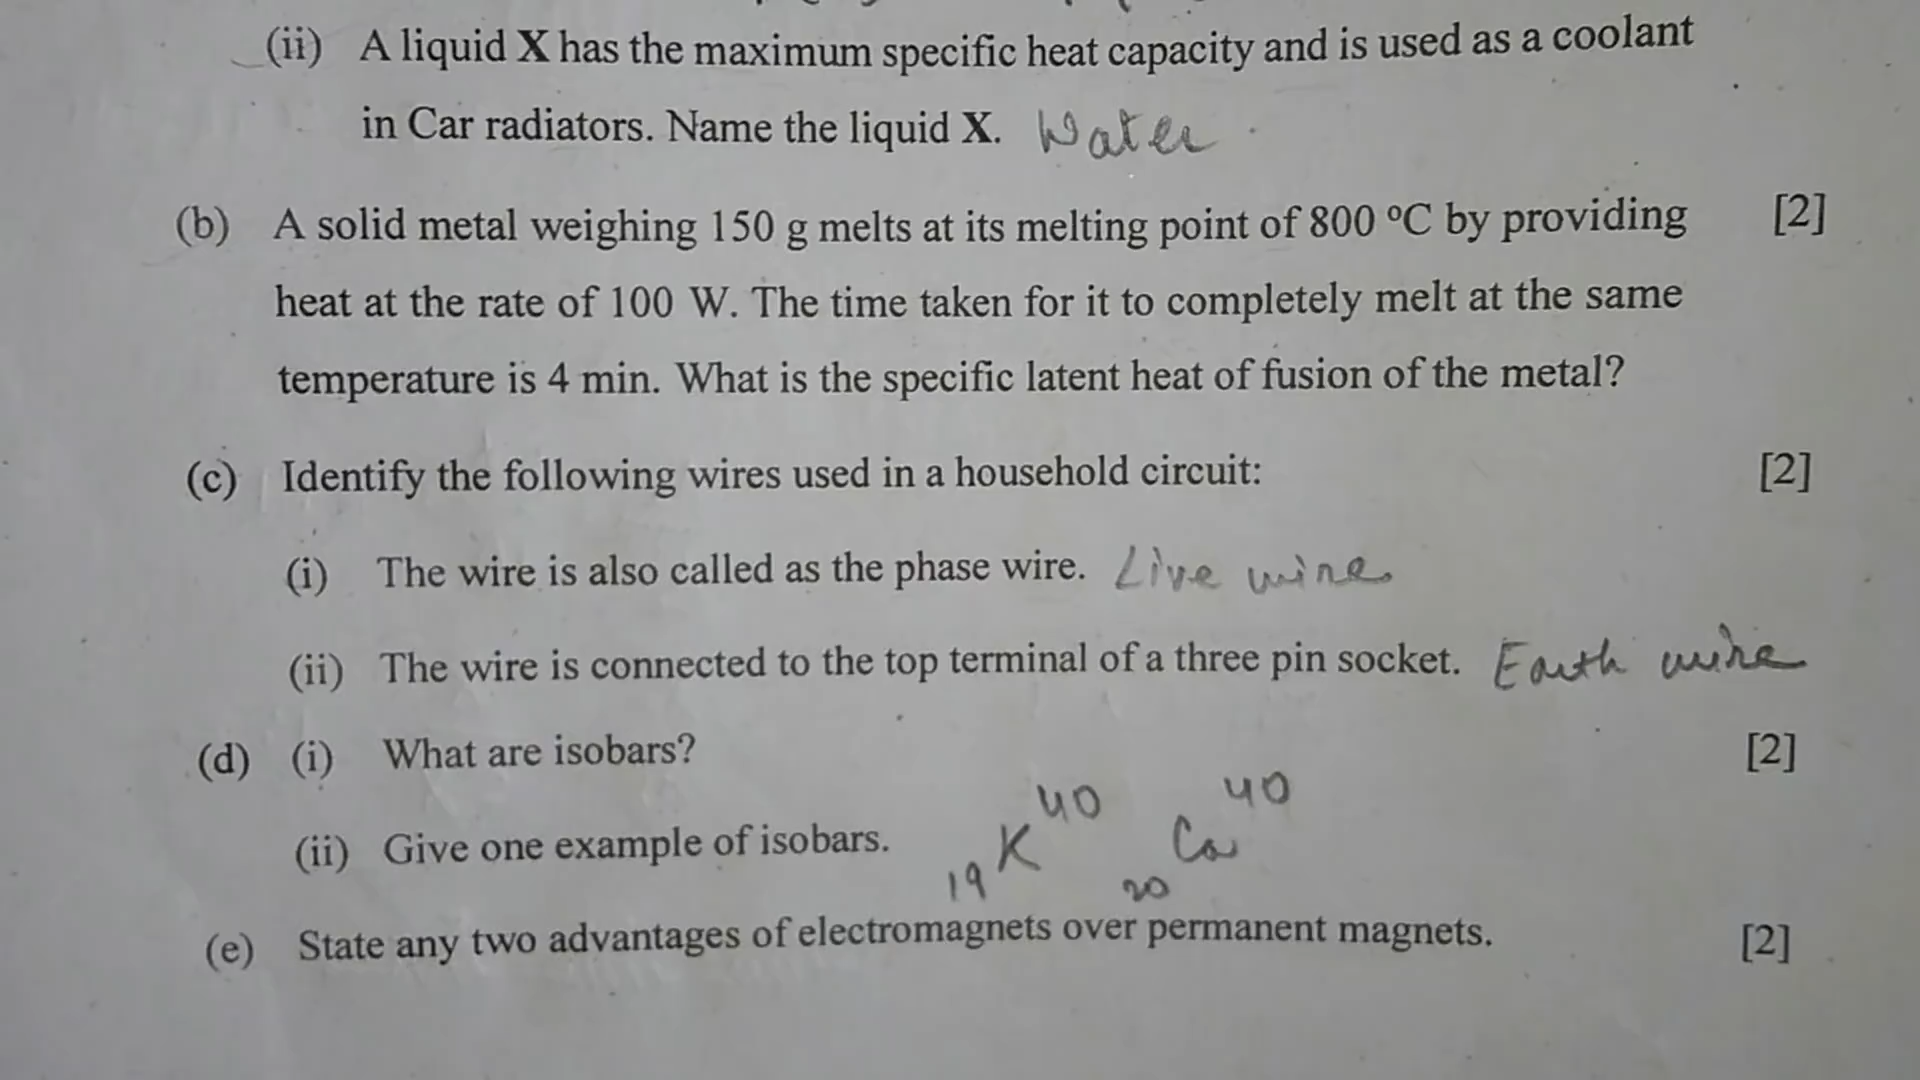 (ii) A liquid X has the maximum specific heat capacity and is used as a coolant
in Car radiators. Name the liquid X. Water
(b) A solid metal weighing 150 g melts at its melting point of 800 °C by providing [2]
heat at the rate of 100 W. The time taken for it to completely melt at the same
temperature is 4 min. What is the specific latent heat of fusion of the metal?
(c) Identify the following wires used in a household circuit: [2]
(i) The wire is also called as the phase wire. Live wire
(ii) The wire is connected to the top terminal of a three pin socket. Earth wire
(d) (i) What are isobars? [2]
(ii) Give one example of isobars. 19 K 40 20 Ca 40
(e) State any two advantages of electromagnets over permanent magnets. [2]